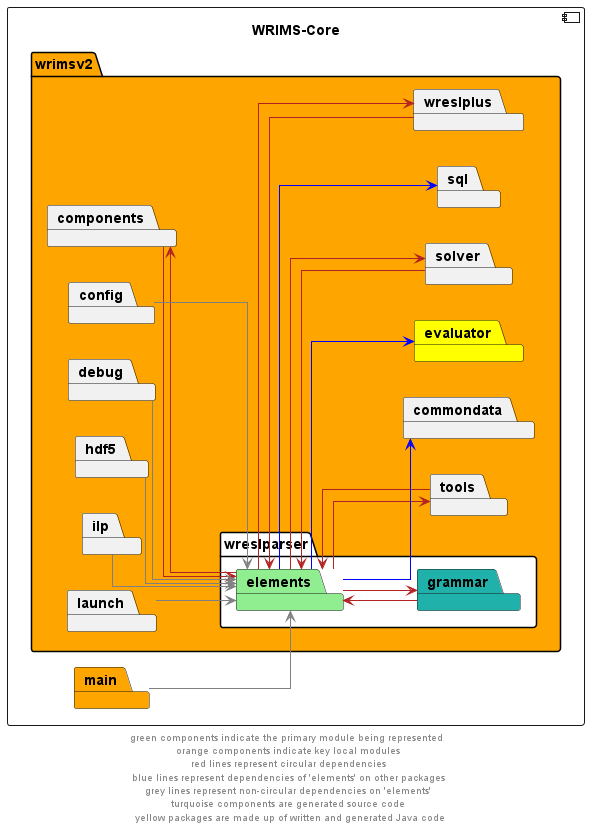 WRIMS-Core
wrimsv2
wreslplus
sql
components
solver
config
evaluator
debug
commondata
hdf5
tools
ilp
wreslparser
elements
grammar
launch
main
green components indicate the primary module being represented
orange components indicate key local modules
red lines represent circular dependencies
blue lines represent dependencies of 'elements' on other packages
grey lines represent non-circular dependencies on 'elements'
turquoise components are generated source code
yellow packages are made up of written and generated Java code